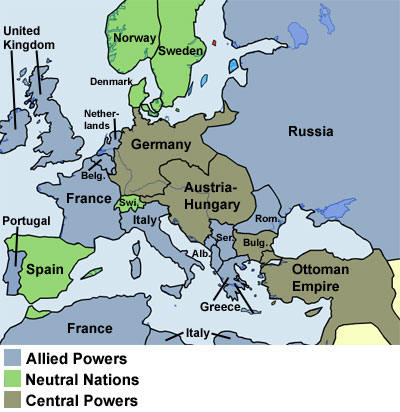 United
Kingdom
Norway
Sweden
Denmark
Nether-
lands
Russia
Germany
Belg.
Austria-
Hungary
France
Swi.
Portugal
Italy
Rom.
Ser.
Bulg.
Alb.
Spain
Ottoman
Empire
Greece
France
Italy
Allied Powers
Neutral Nations
Central Powers